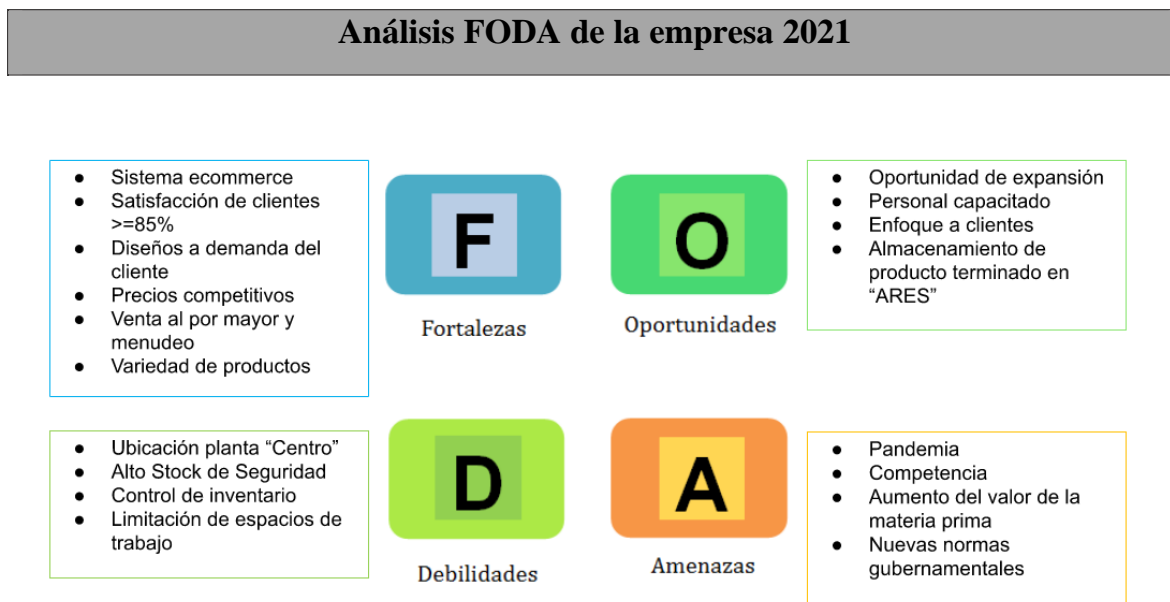 Análisis FODA de la empresa 2021
● Sistema ecommerce
● Satisfacción de clientes
>=85%
● Diseños a demanda del
cliente
● Precios competitivos
● Venta al por mayor y
menudeo
● Variedad de productos
F
Fortalezas
O
Oportunidades
● Oportunidad de expansión
● Personal capacitado
● Enfoque a clientes
● Almacenamiento de
producto terminado en
“ARES”
● Ubicación planta “Centro”
● Alto Stock de Seguridad
● Control de inventario
● Limitación de espacios de
trabajo
D
Debilidades
A
Amenazas
● Pandemia
● Competencia
● Aumento del valor de la
materia prima
● Nuevas normas
gubernamentales